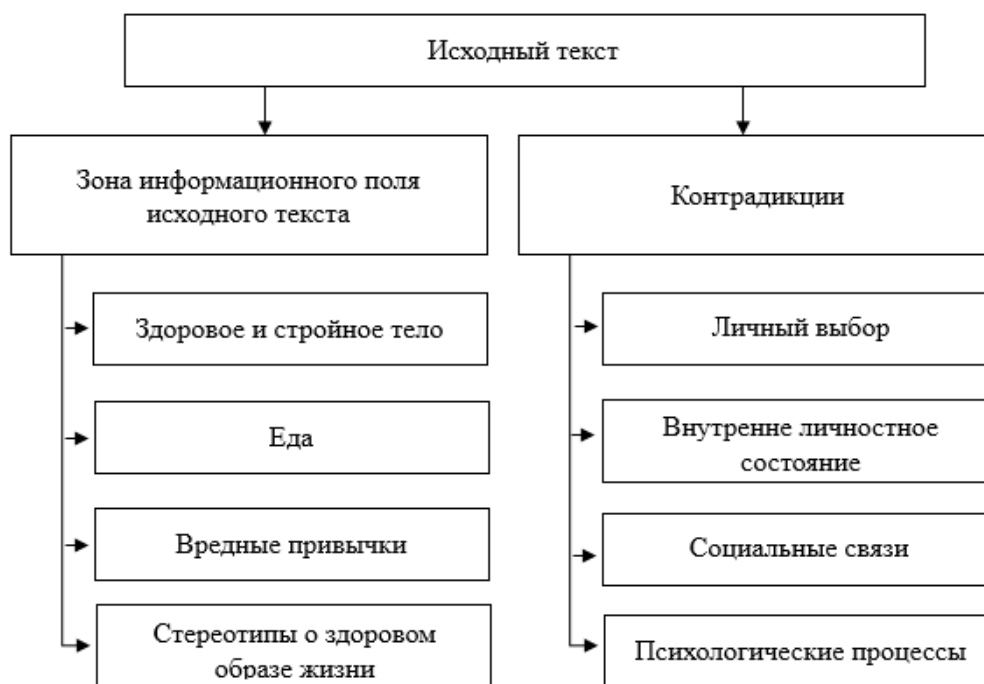 Исходный текст
Зона информационного поля
исходного текста
Контрадикции
Здоровое и стройное тело
Личный выбор
Еда
Внутренне личностное
состояние
Вредные привычки
Социальные связи
Стереотипы о здоровом
образе жизни
Психологические процессы